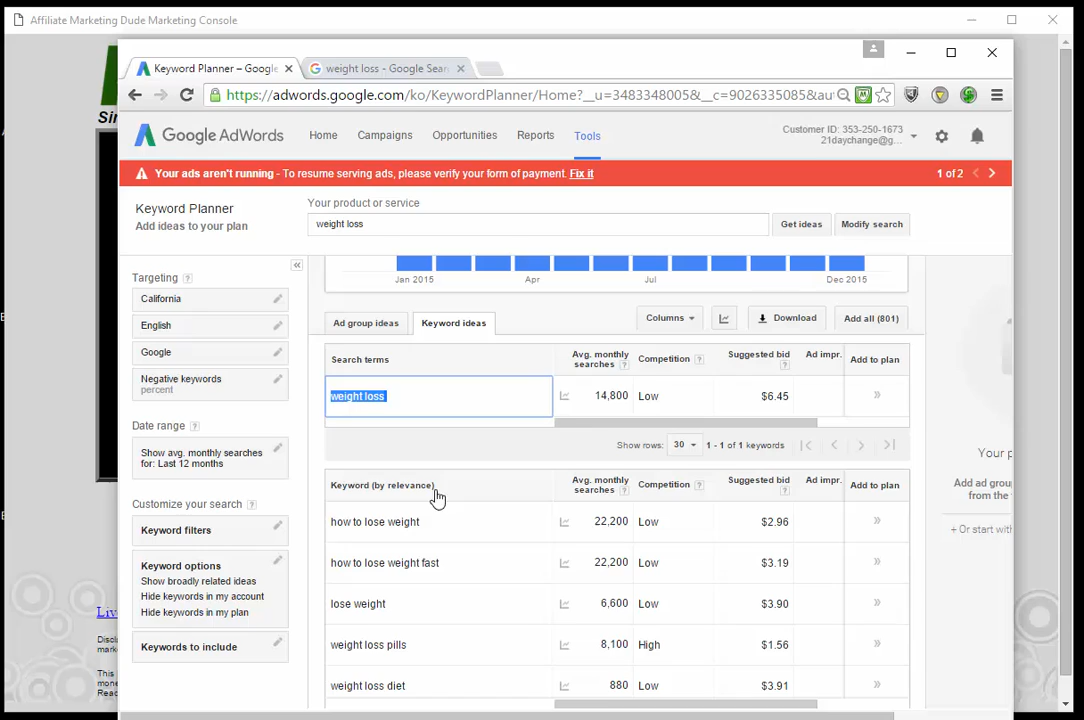 Affiliate Marketing Dude Marketing Console
Keyword Planner – Google
weight loss - Google Sear
https://adwords.google.com/ko/KeywordPlanner/Home?__u=3483348005&__c=9026335085&aut
Google AdWords
Home
Campaigns
Opportunities
Reports
Tools
Customer ID: 353-250-1673
21daychange@g...
Your ads aren't running - To resume serving ads, please verify your form of payment. Fix it
1 of 2
Keyword Planner
Add ideas to your plan
Your product or service
weight loss
Get ideas
Modify search
Targeting ?
California
English
Google
Negative keywords
percent
Date range ?
Show avg. monthly searches
for: Last 12 months
Customize your search ?
Keyword filters
Keyword options
Show broadly related ideas
Hide keywords in my account
Hide keywords in my plan
Keywords to include
Jan 2015
Apr
Jul
Dec 2015
Ad group ideas
Keyword ideas
Columns
Download
Add all (801)
Search terms
Avg. monthly
searches ?
Competition ?
Suggested bid
?
Ad impr.
Add to plan
weight loss
14,800
Low
$6.45
»
Show rows: 30
1 - 1 of 1 keywords
Keyword (by relevance)
Avg. monthly
searches ?
Competition ?
Suggested bid
?
Ad impr.
Add to plan
how to lose weight
22,200
Low
$2.96
»
how to lose weight fast
22,200
Low
$3.19
»
lose weight
6,600
Low
$3.90
»
weight loss pills
8,100
High
$1.56
»
weight loss diet
880
Low
$3.91
»
Your p
Add ad grou
from the
+ Or start with
Sir
Liv
Discl
mark
This
mone
Read